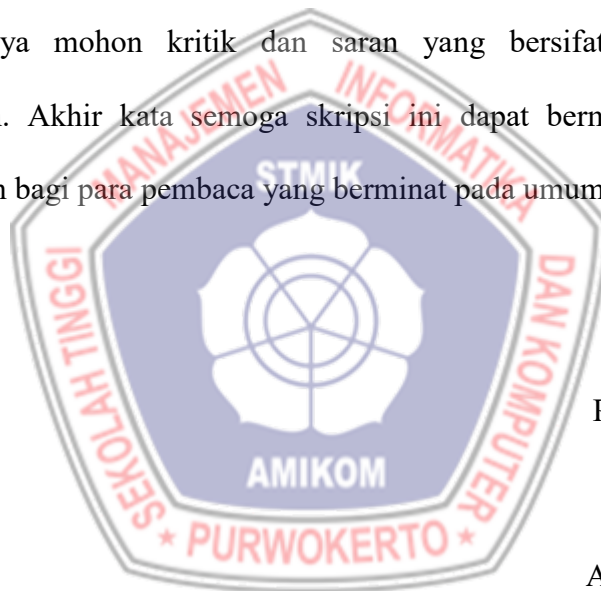 ya mohon kritik dan saran yang bersifat
. Akhir kata semoga skripsi ini dapat bern
bagi para pembaca yang berminat pada umum
STMIK
AMIKOM
SEKOLAH TINGGI MANAJEMEN INFORMATIKA DAN KOMPUTER
* PURWOKERTO *